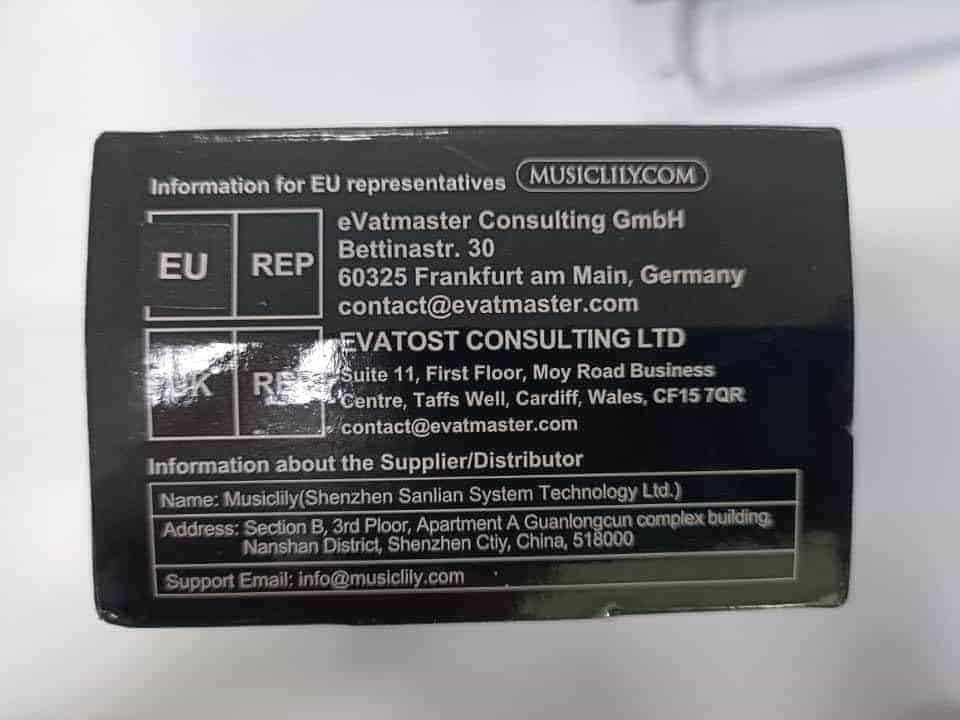 Information for EU representatives MUSICLILY.COM
EU REP
eVatmaster Consulting GmbH
Bettinastr. 30
60325 Frankfurt am Main, Germany
contact@evatmaster.com
UK REP
EVATOST CONSULTING LTD
Suite 11, First Floor, Moy Road Business
Centre, Taffs Well, Cardiff, Wales, CF15 7QR
contact@evatmaster.com
Information about the Supplier/Distributor
Name: Musiclily(Shenzhen Sanlian System Technology Ltd.)
Address: Section B, 3rd Ploor, Apartment A Guanlongcun complex building,
Nanshan District, Shenzhen Ctiy, China, 518000
Support Email: info@musiclily.com